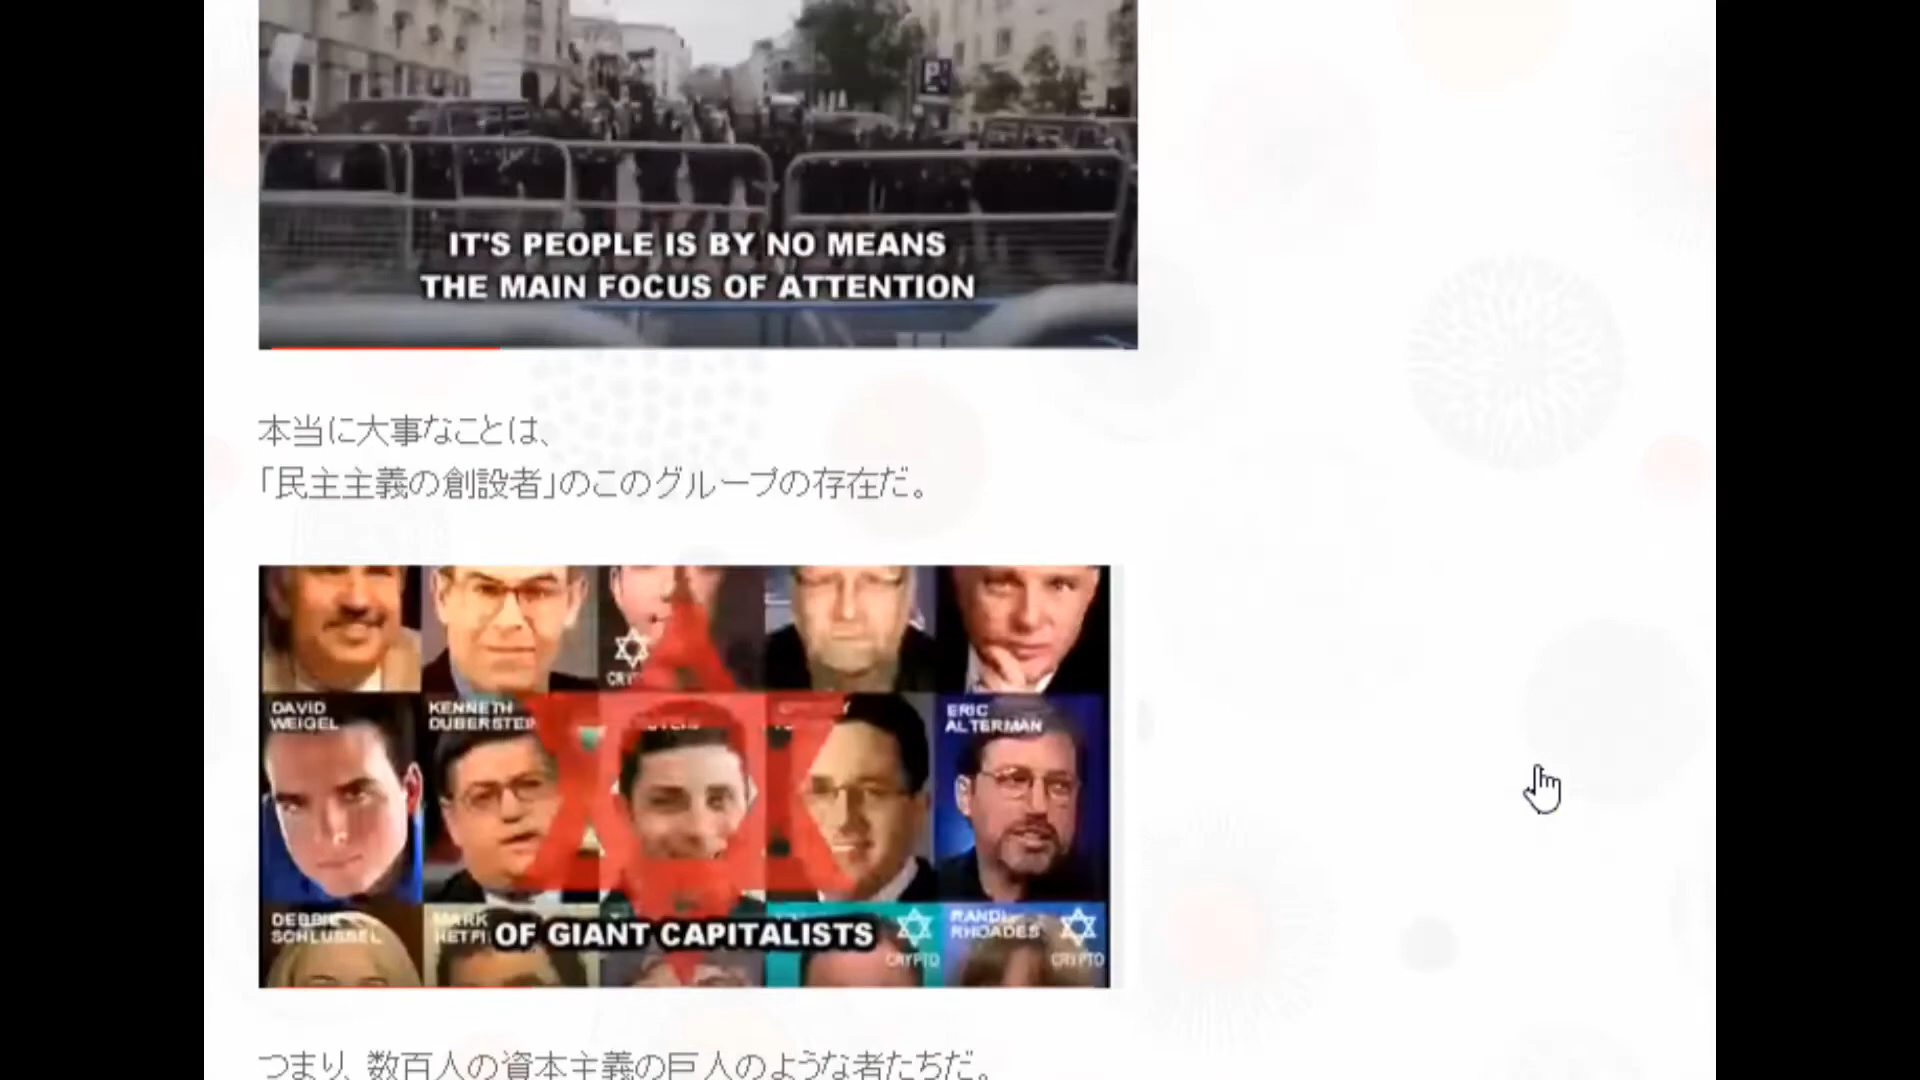 P
IT'S PEOPLE IS BY NO MEANS
THE MAIN FOCUS OF ATTENTION
本当に大事なことは、
「民主主義の創設者」のこのグループの存在だ。
DAVID
WEIGEL
KENNETH
DUBERSTEIN
ERIC
ALTERMAN
DEBBIE
SCHLUSSEL
MARK
OF GIANT CAPITALISTS
CRYPTO
RANDI
RHOADES
CRYPTO
つまり、数百人の資本主義の巨人のような者たちだ。